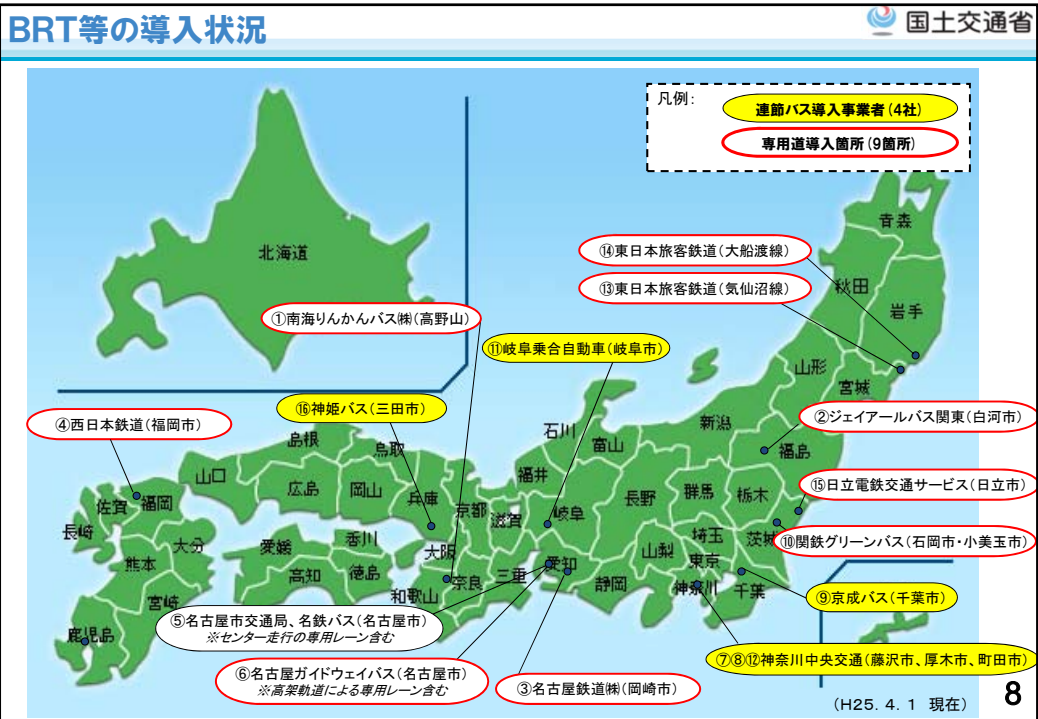 BRT等の導入状況
国土交通省
凡例:
連節バス導入事業者(4社)
専用道導入箇所(9箇所)
北海道
青森
⑭東日本旅客鉄道(大船渡線)
秋田
⑬東日本旅客鉄道(気仙沼線)
岩手
①南海りんかんバス㈱(高野山)
⑪岐阜乗合自動車(岐阜市)
山形
宮城
⑯神姫バス(三田市)
④西日本鉄道(福岡市)
新潟
②ジェイアールバス関東(白河市)
石川
富山
福島
島根
鳥取
山口
広島
岡山
兵庫
京都
滋賀
福井
岐阜
長野
群馬
栃木
⑮日立電鉄交通サービス(日立市)
佐賀
福岡
長崎
大分
熊本
愛媛
香川
大阪
埼玉
茨城
⑩関鉄グリーンバス(石岡市・小美玉市)
山梨
東京
高知
徳島
奈良
三重
愛知
静岡
神奈川
千葉
宮崎
和歌山
⑨京成バス(千葉市)
⑤名古屋市交通局、名鉄バス(名古屋市)
※センター走行の専用レーン含む
鹿児島
⑦⑧⑫神奈川中央交通(藤沢市、厚木市、町田市)
⑥名古屋ガイドウェイバス(名古屋市)
※高架軌道による専用レーン含む
③名古屋鉄道㈱(岡崎市)
(H25.4.1 現在)
8